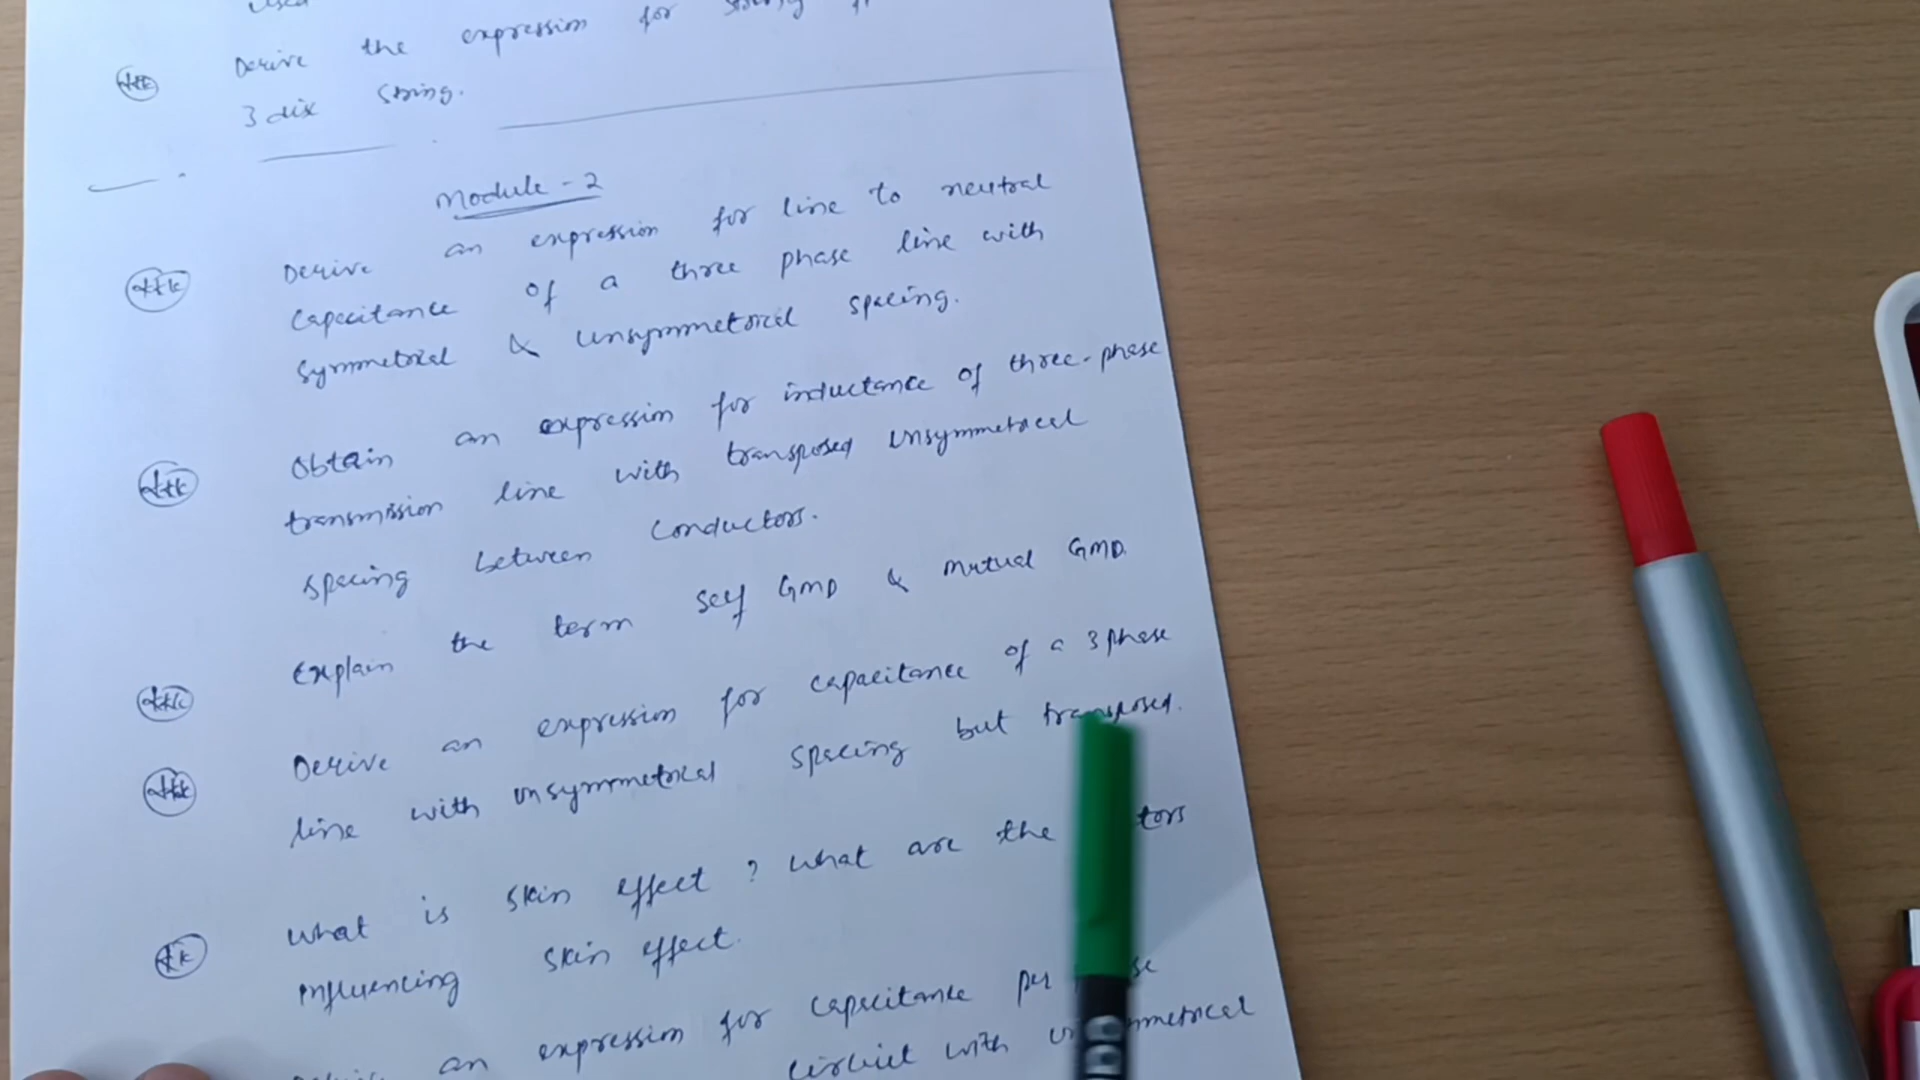 Derive the expression for string
3 disc string.
Module - 2
Derive an expression for line to neutral
capacitance of a three phase line with
symmetrical & unsymmetrical spacing.
Obtain an expression for inductance of three-phase
transmission line with transposed unsymmetrical
spacing between conductors.
Explain the term self GMD & mutual GMD.
Derive an expression for capacitance of a 3 phase
line with unsymmetrical spacing but transposed.
What is skin effect ? What are the
influencing skin effect.
an expression for capacitance per
circuit with